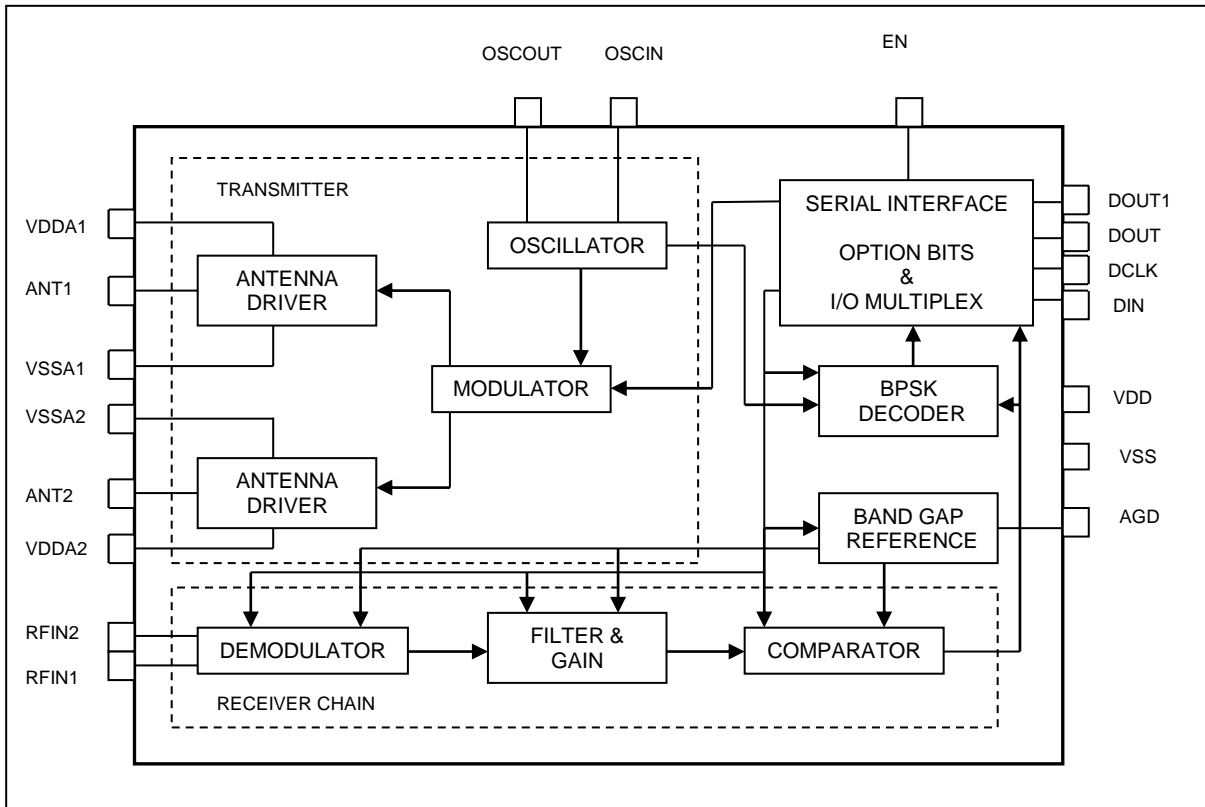 EN
OSCOUT
OSCIN
TRANSMITTER
SERIAL INTERFACE
OPTION BITS
&
I/O MULTIPLEX
DOUT1
DOUT
DCLK
DIN
VDDA1
ANT1
VSSA1
VSSA2
ANT2
VDDA2
RFIN2
RFIN1
ANTENNA
DRIVER
OSCILLATOR
MODULATOR
ANTENNA
DRIVER
BPSK
DECODER
VDD
VSS
AGD
BAND GAP
REFERENCE
DEMODULATOR
FILTER &
GAIN
COMPARATOR
RECEIVER CHAIN